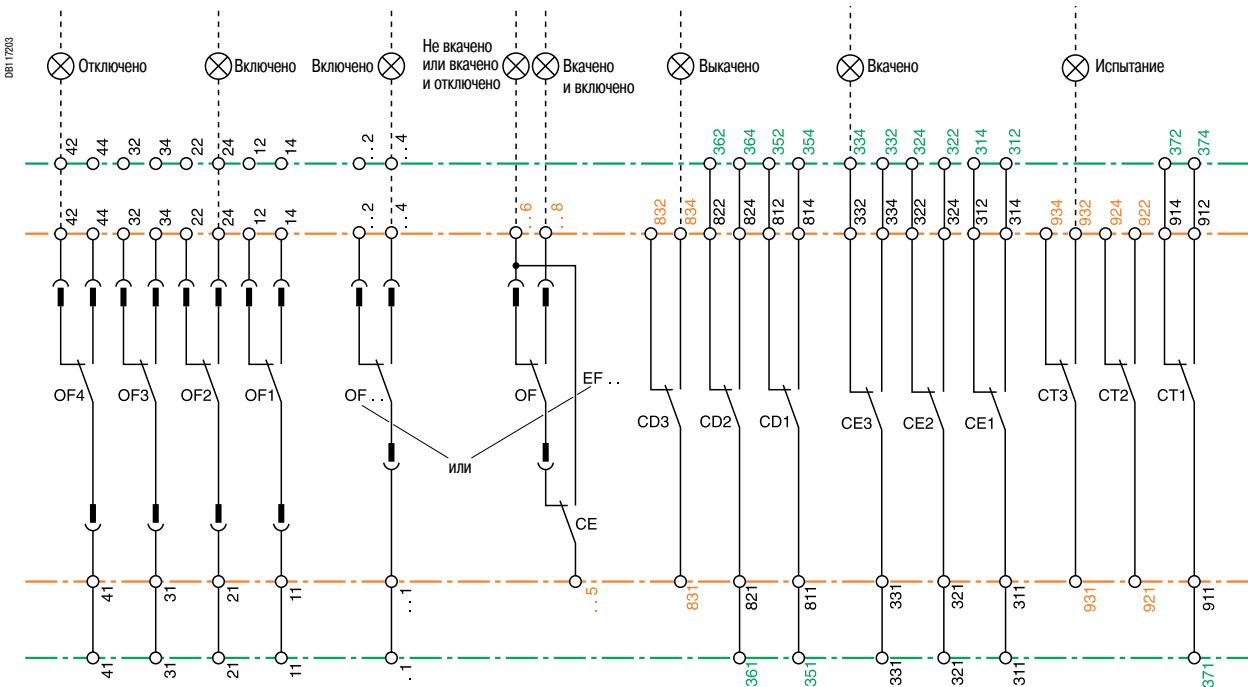 DB117203
Отключено
Включено
Включено
Не вкачено
или вкачено
и отключено
Вкачено
и включено
Выкачено
Вкачено
Испытание
42 44 32 34 22 24 12 14 . . 2 . . 4 362 364 352 354 334 332 324 322 314 312 372 374
42 44 32 34 22 24 12 14 . . 2 . . 4 . . 6 . . 8 832 834 822 824 812 814 332 334 322 324 312 314 934 932 924 922 914 912
OF4 OF3 OF2 OF1 OF . . OF EF . . CD3 CD2 CD1 CE3 CE2 CE1 CT3 CT2 CT1
или
CE
41 31 21 11 . . 1 . . 5 831 821 811 331 321 311 931 921 911
41 31 21 11 . . 1 361 351 331 321 311 371